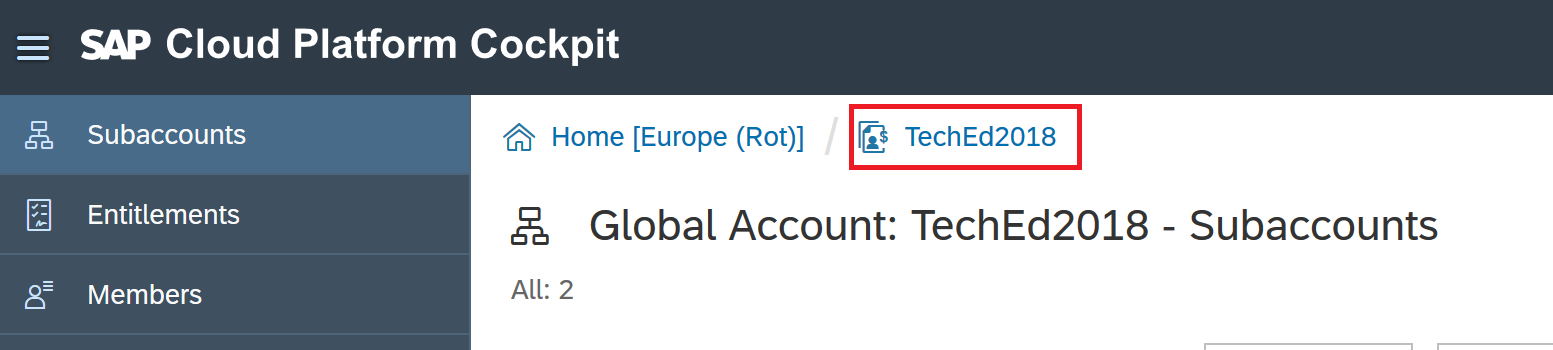 SAP Cloud Platform Cockpit
Subaccounts
Entitlements
Members
Home [Europe (Rot)] / TechEd2018
Global Account: TechEd2018 - Subaccounts
All: 2